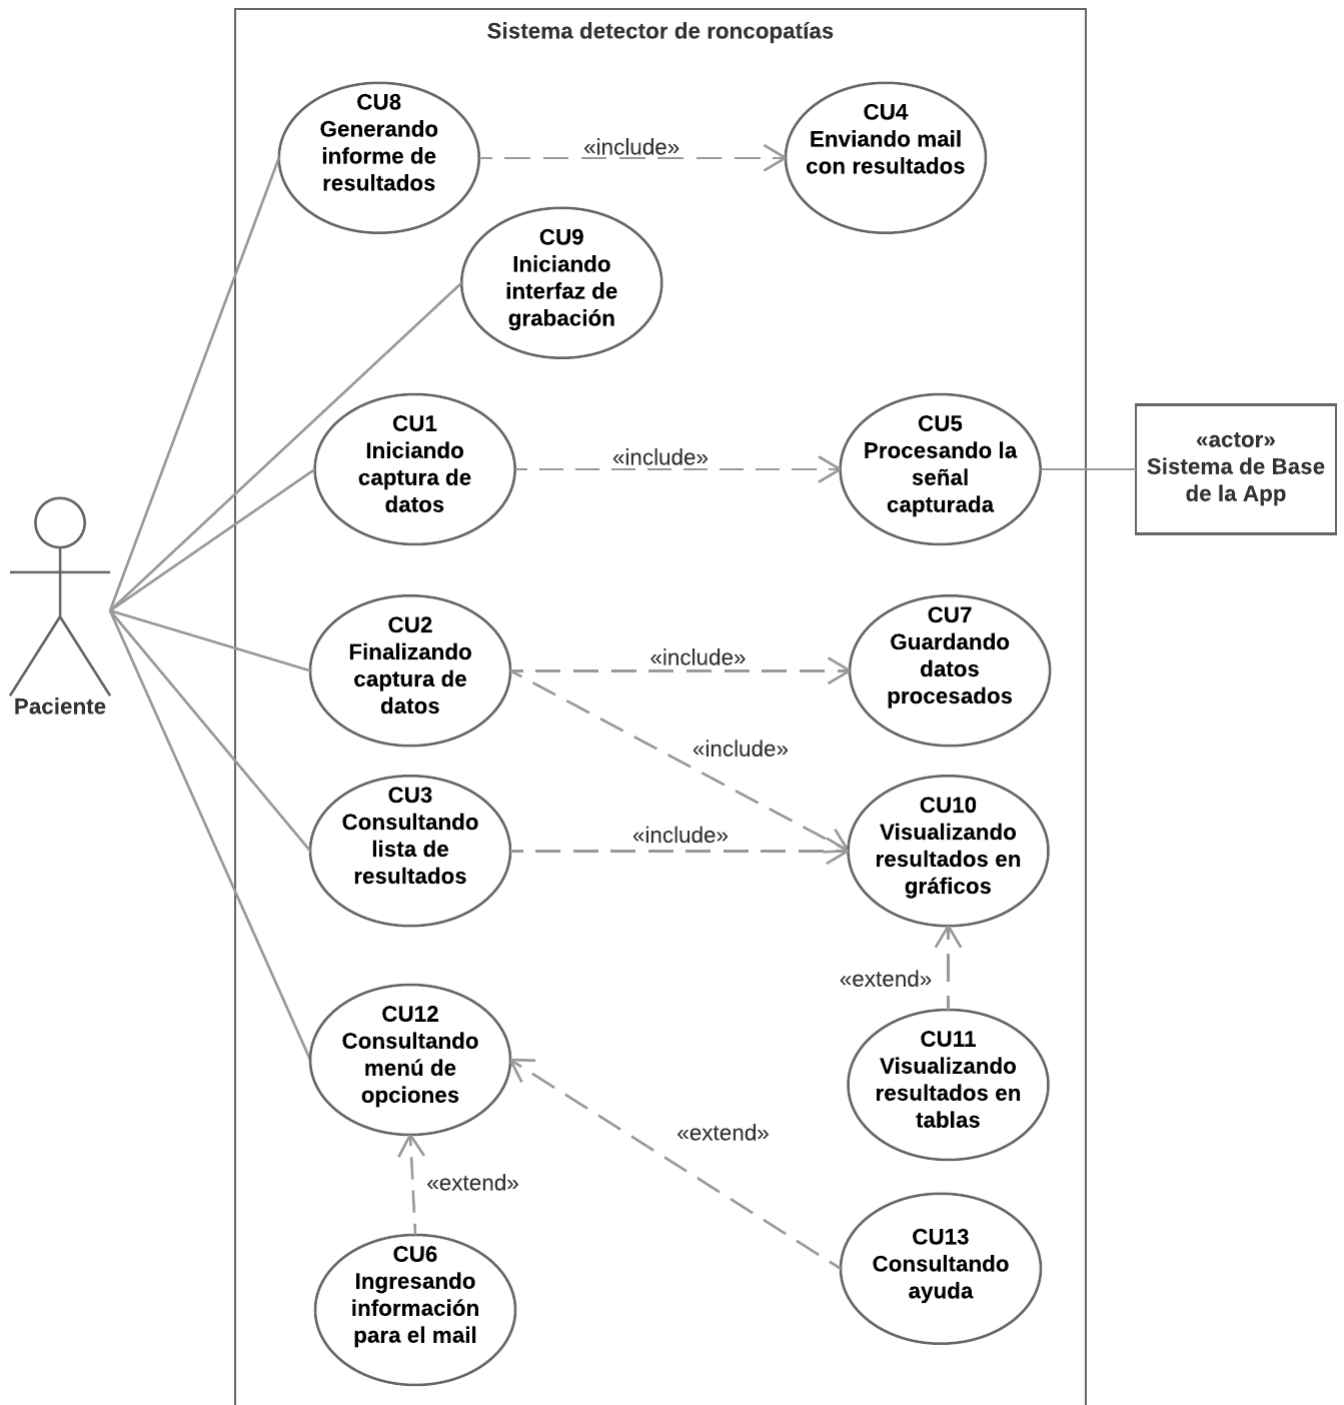 Sistema detector de roncopatías
CU8
Generando
informe de
resultados
«include»
CU4
Enviando mail
con resultados
CU9
Iniciando
interfaz de
grabación
CU1
Iniciando
captura de
datos
«include»
CU5
Procesando la
señal
capturada
«actor»
Sistema de Base
de la App
Paciente
CU2
Finalizando
captura de
datos
«include»
CU7
Guardando
datos
procesados
«include»
CU3
Consultando
lista de
resultados
«include»
CU10
Visualizando
resultados en
gráficos
«extend»
CU12
Consultando
menú de
opciones
CU11
Visualizando
resultados en
tablas
«extend»
«extend»
CU6
Ingresando
información
para el mail
CU13
Consultando
ayuda